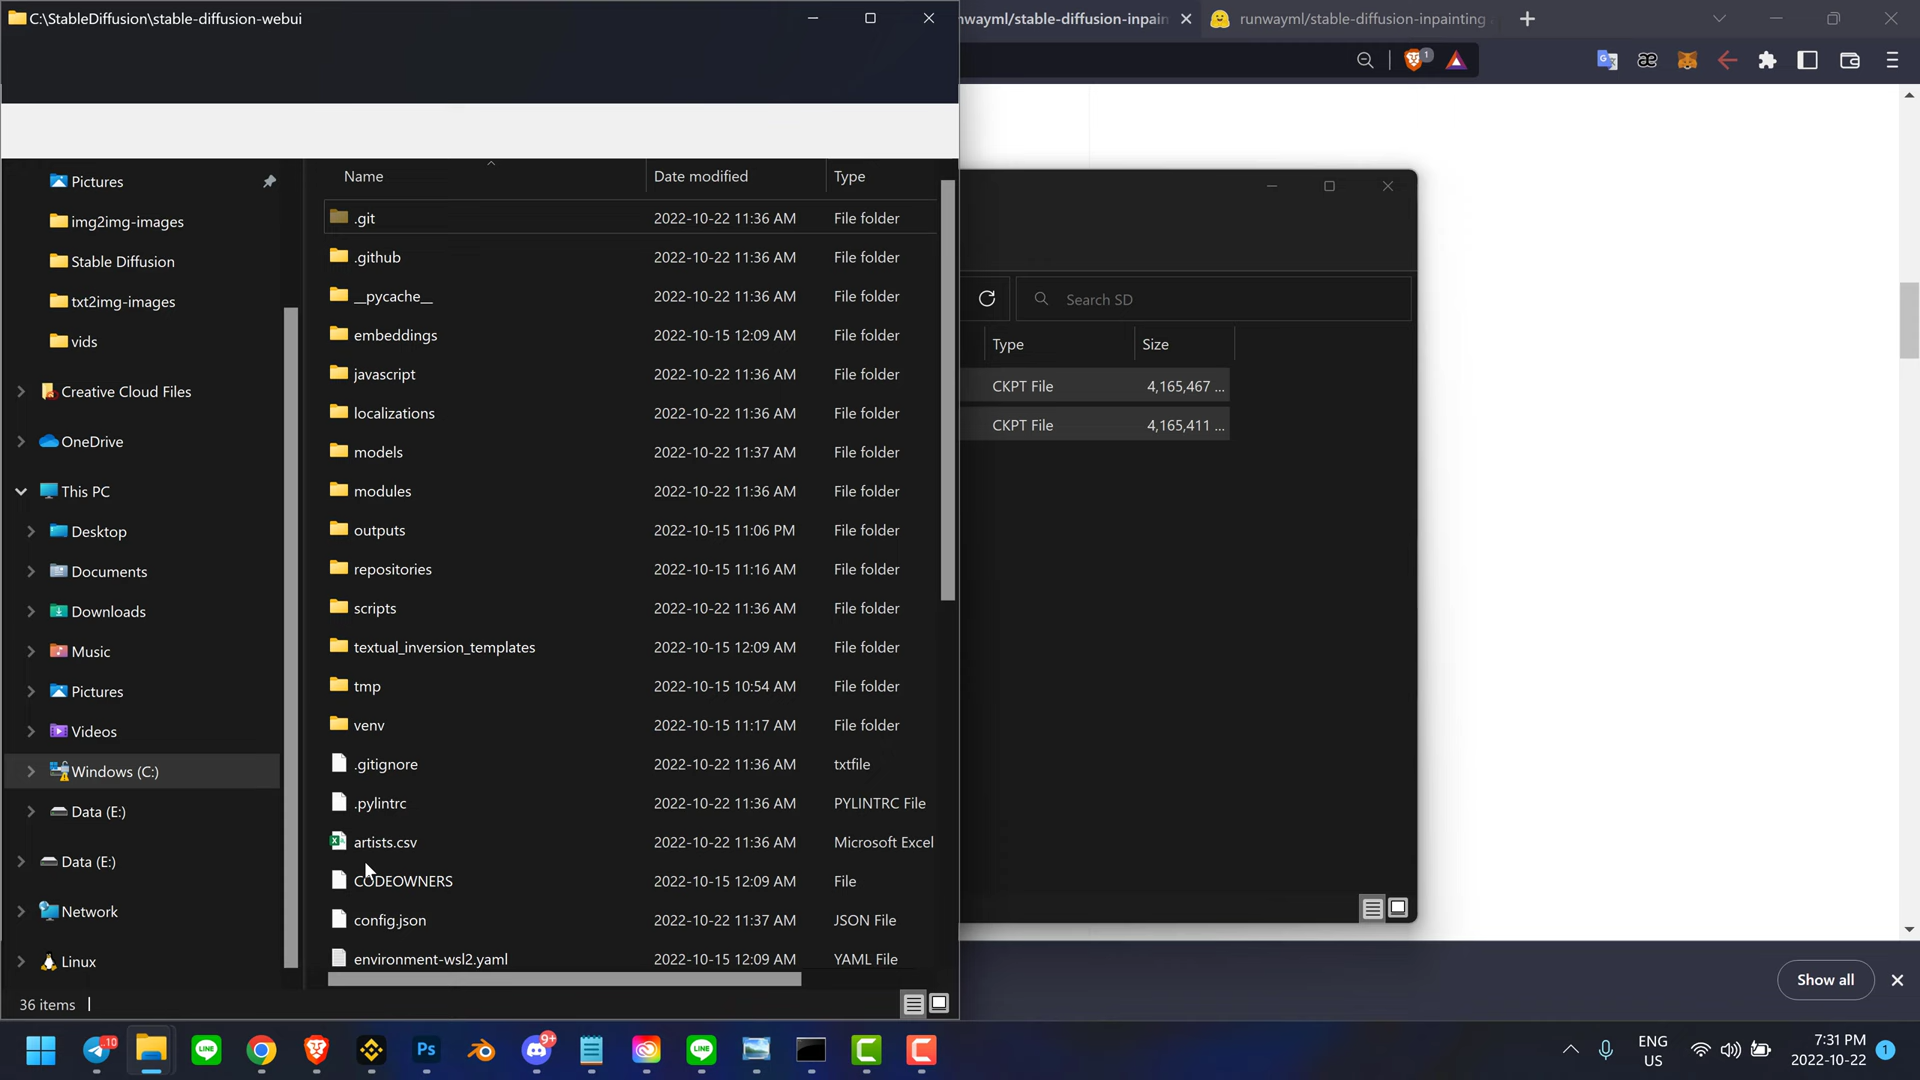 C:\StableDiffusion\stable-diffusion-webui
wayml/stable-diffusion-inpain
runwayml/stable-diffusion-inpainting
1
Name
Date modified
Type
Pictures
img2img-images
Stable Diffusion
txt2img-images
vids
Creative Cloud Files
OneDrive
This PC
Desktop
Documents
Downloads
Music
Pictures
Videos
Windows (C:)
Data (E:)
Data (E:)
Network
Linux
.git 2022-10-22 11:36 AM File folder
.github 2022-10-22 11:36 AM File folder
__pycache__ 2022-10-22 11:36 AM File folder
embeddings 2022-10-15 12:09 AM File folder
javascript 2022-10-22 11:36 AM File folder
localizations 2022-10-22 11:36 AM File folder
models 2022-10-22 11:37 AM File folder
modules 2022-10-22 11:36 AM File folder
outputs 2022-10-15 11:06 PM File folder
repositories 2022-10-15 11:16 AM File folder
scripts 2022-10-22 11:36 AM File folder
textual_inversion_templates 2022-10-15 12:09 AM File folder
tmp 2022-10-15 10:54 AM File folder
venv 2022-10-15 11:17 AM File folder
.gitignore 2022-10-22 11:36 AM txtfile
.pylintrc 2022-10-22 11:36 AM PYLINTRC File
artists.csv 2022-10-22 11:36 AM Microsoft Excel
CODEOWNERS 2022-10-15 12:09 AM File
config.json 2022-10-22 11:37 AM JSON File
environment-wsl2.yaml 2022-10-15 12:09 AM YAML File
36 items
Search SD
Type Size
CKPT File 4,165,467 ...
CKPT File 4,165,411 ...
Show all
..10
Ps
9+
ENG
US
7:31 PM
2022-10-22
1